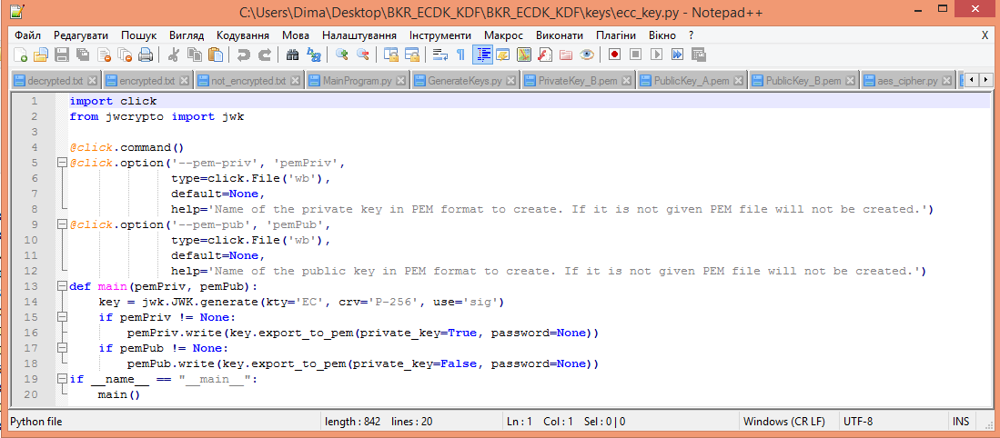 C:\Users\Dima\Desktop\BKR_ECDK_KDF\BKR_ECDK_KDF\keys\ecc_key.py - Notepad++
Файл Редагувати Пошук Вигляд Кодування Мова Налаштування Інструменти Макрос Виконати Плагіни Вікно ? X
decrypted.txt encrypted.txt not_encrypted.txt MainProgram.py GenerateKeys.py PrivateKey_B.pem PublicKey_A.pem PublicKey_B.pem aes_cipher.py
1 import click
2 from jwcrypto import jwk
3
4 @click.command()
5 @click.option('--pem-priv', 'pemPriv',
6 type=click.File('wb'),
7 default=None,
8 help='Name of the private key in PEM format to create. If it is not given PEM file will not be created.')
9 @click.option('--pem-pub', 'pemPub',
10 type=click.File('wb'),
11 default=None,
12 help='Name of the public key in PEM format to create. If it is not given PEM file will not be created.')
13 def main(pemPriv, pemPub):
14 key = jwk.JWK.generate(kty='EC', crv='P-256', use='sig')
15 if pemPriv != None:
16 pemPriv.write(key.export_to_pem(private_key=True, password=None))
17 if pemPub != None:
18 pemPub.write(key.export_to_pem(private_key=False, password=None))
19 if __name__ == "__main__":
20 main()
Python file length : 842 lines : 20 Ln : 1 Col : 1 Sel : 0 | 0 Windows (CR LF) UTF-8 INS